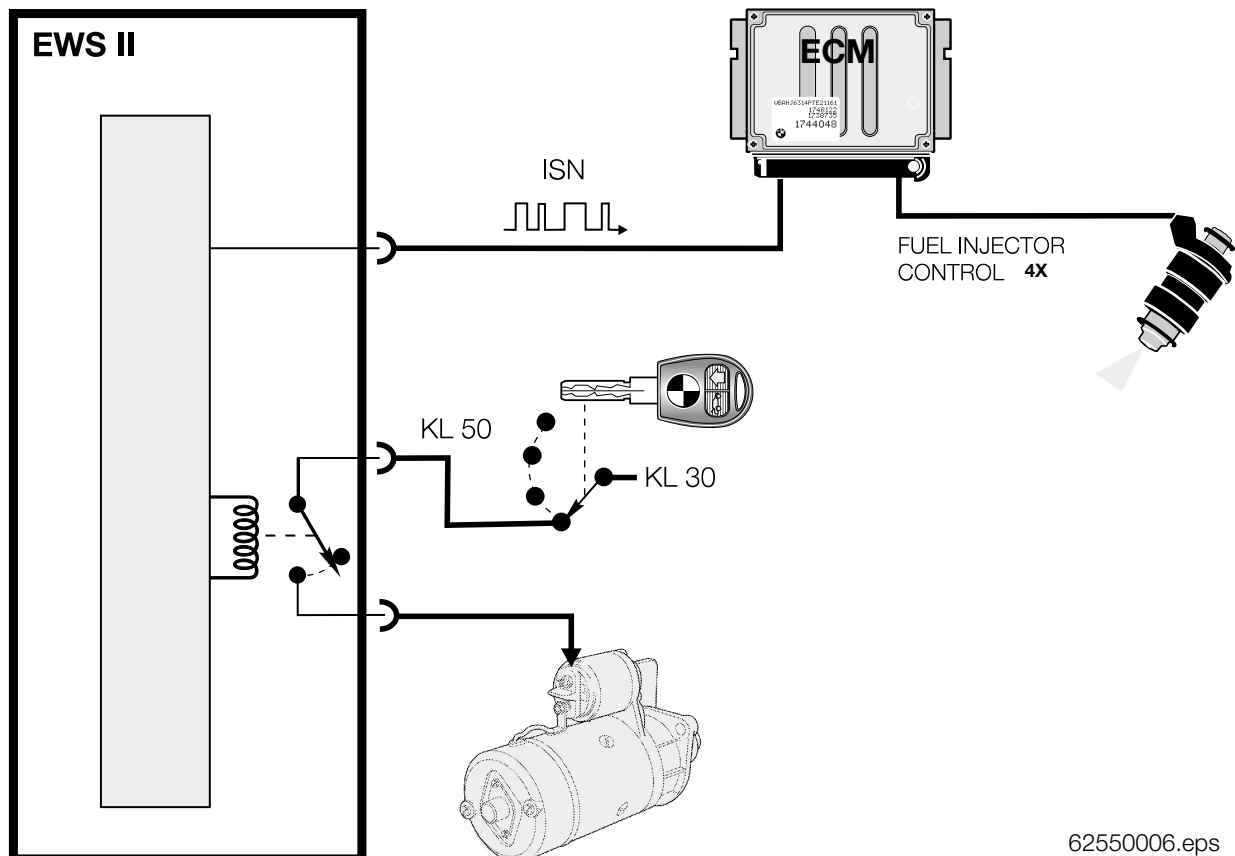 EWS II
ECM
WBAHJ6314PTE21161
1748122
1738735
1744048
ISN
FUEL INJECTOR
CONTROL 4X
KL 50
KL 30
62550006.eps